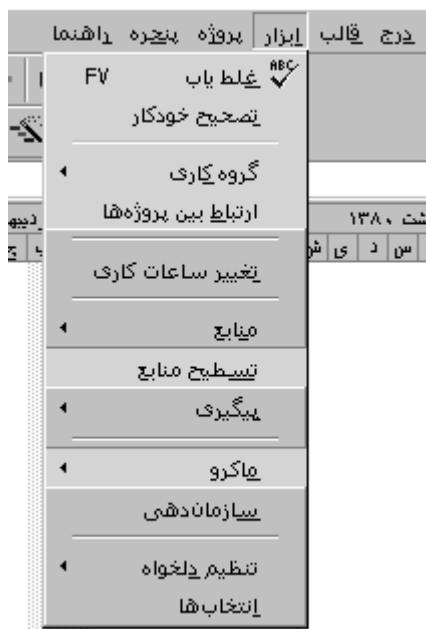 درج قالب ابزار پروژه پنجره راهنما
غلط یاب F7
تصحیح خودکار
گروه کاری
ارتباط بین پروژه‌ها
۱۳۸۰
س د ی ش
تغییر ساعات کاری
منابع
تسطیح منابع
پیگیری
ماکرو
سازماندهی
تنظیم دلخواه
انتخاب‌ها